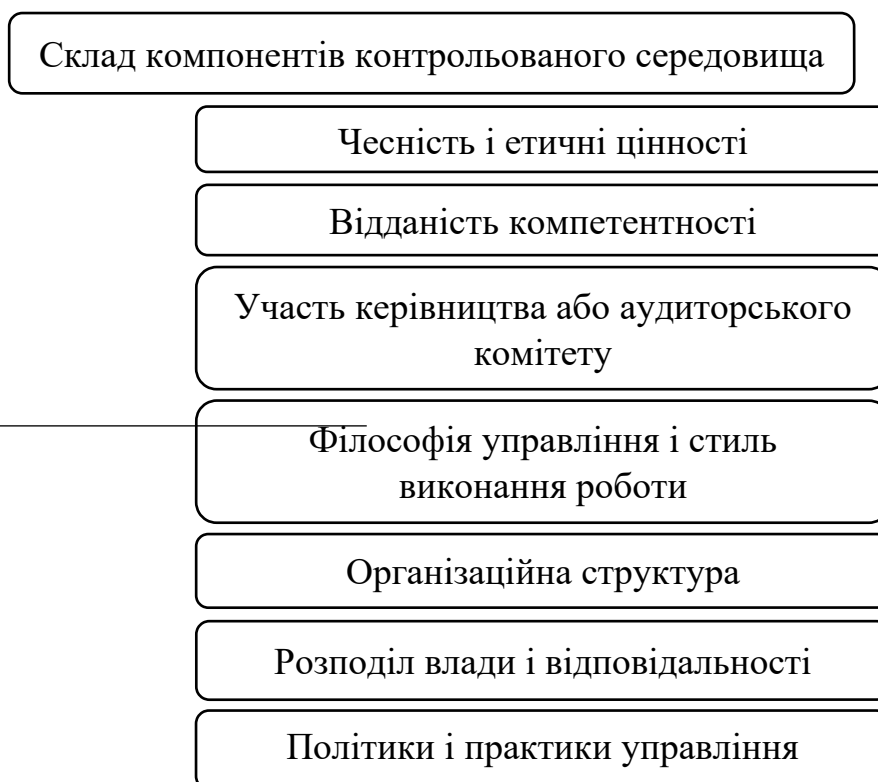 Склад компонентів контрольованого середовища
Чесність і етичні цінності
Відданість компетентності
Участь керівництва або аудиторського
комітету
Філософія управління і стиль
виконання роботи
Організаційна структура
Розподіл влади і відповідальності
Політики і практики управління